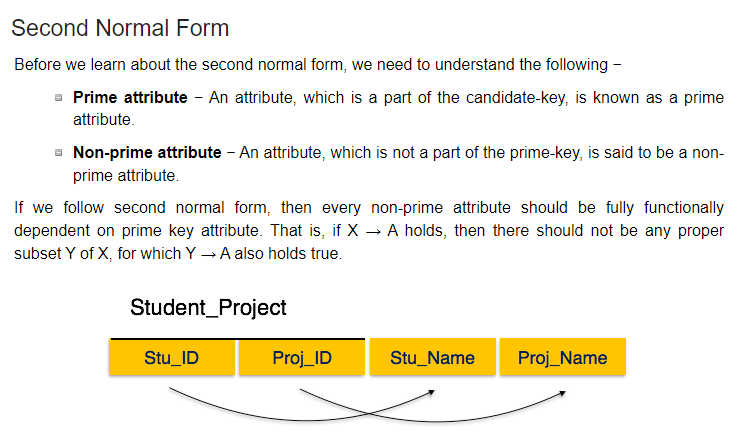 Second Normal Form
Before we learn about the second normal form, we need to understand the following −
Prime attribute − An attribute, which is a part of the candidate-key, is known as a prime
attribute.
Non-prime attribute − An attribute, which is not a part of the prime-key, is said to be a non-
prime attribute.
If we follow second normal form, then every non-prime attribute should be fully functionally
dependent on prime key attribute. That is, if X → A holds, then there should not be any proper
subset Y of X, for which Y → A also holds true.
Student_Project
Stu_ID Proj_ID Stu_Name Proj_Name